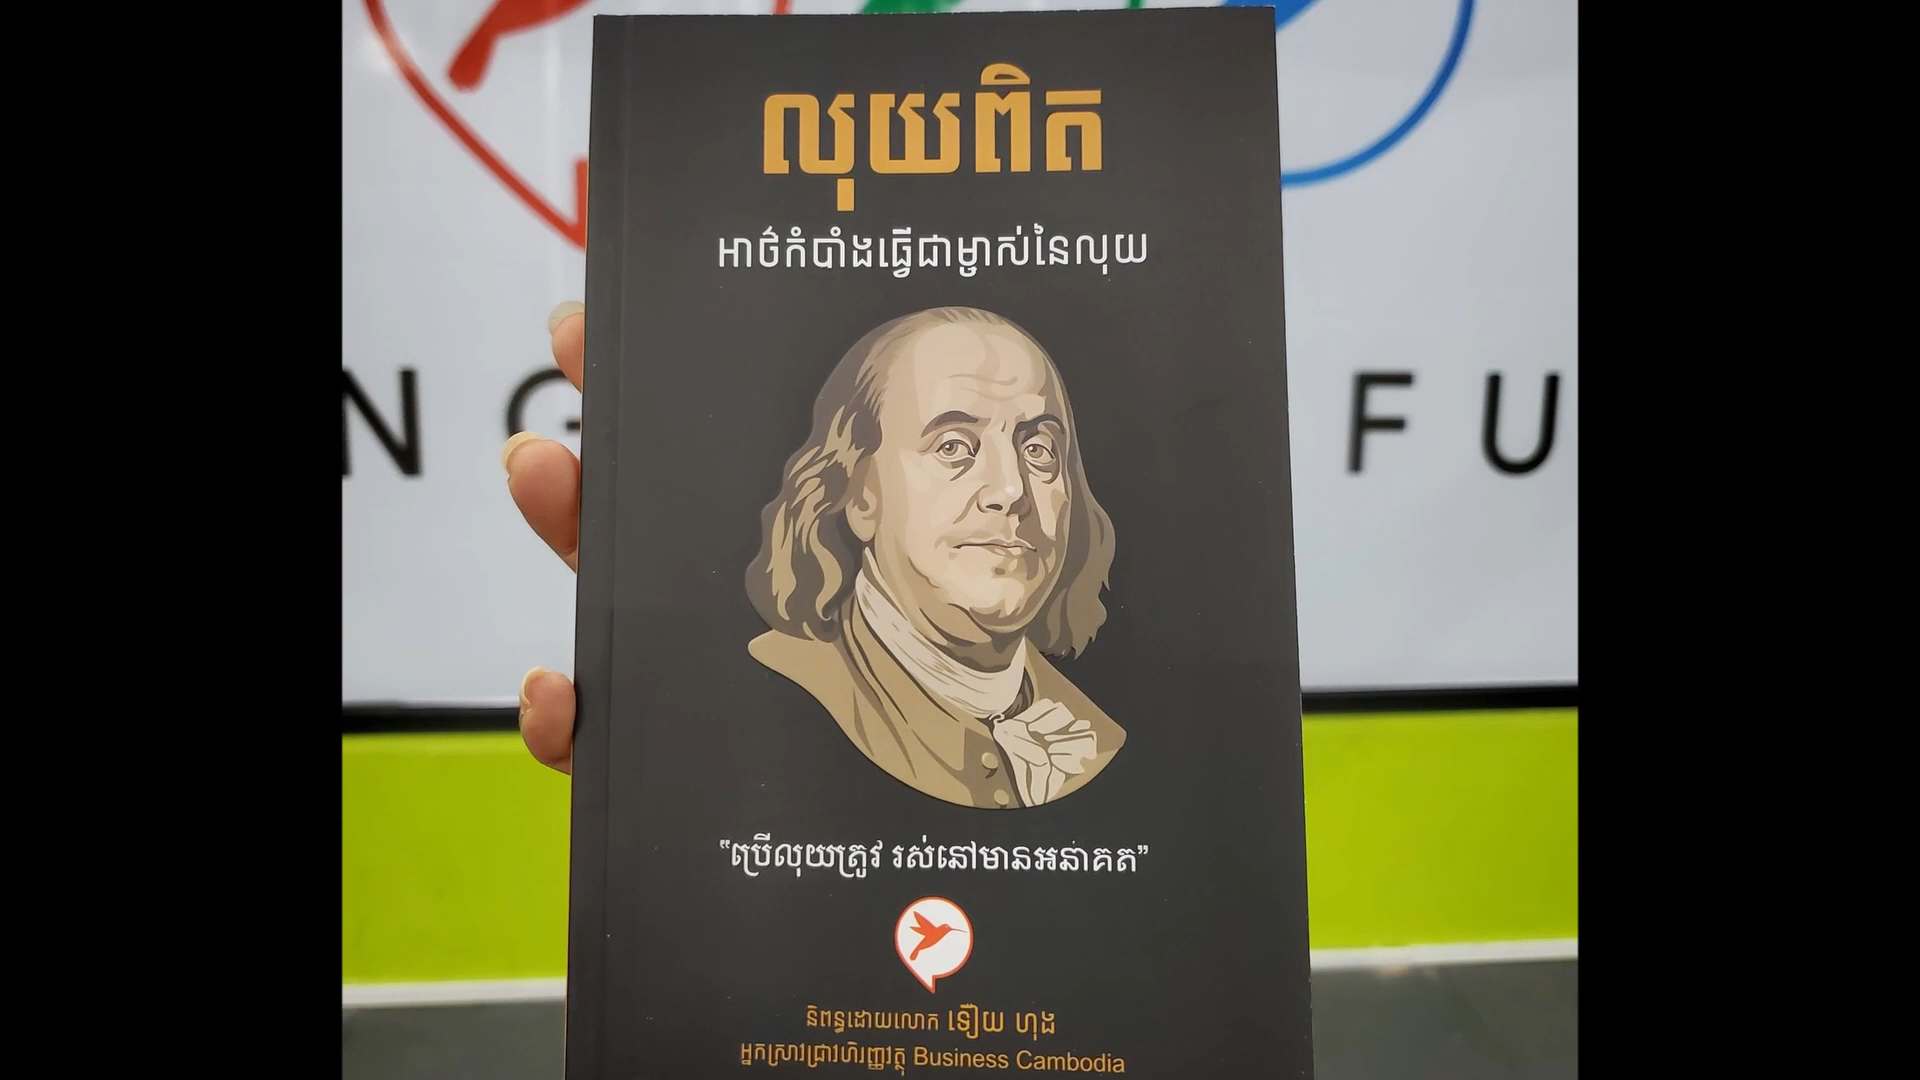 លុយពិត
អាថ៌កំបាំងធ្វើជាម្ចាស់នៃលុយ
NG FU
“ប្រើលុយត្រូវ រស់នៅមានអនាគត”
និពន្ធដោយលោក ទឿយ ហុង
អ្នកស្រាវជ្រាវហិរញ្ញវត្ថុ Business Cambodia